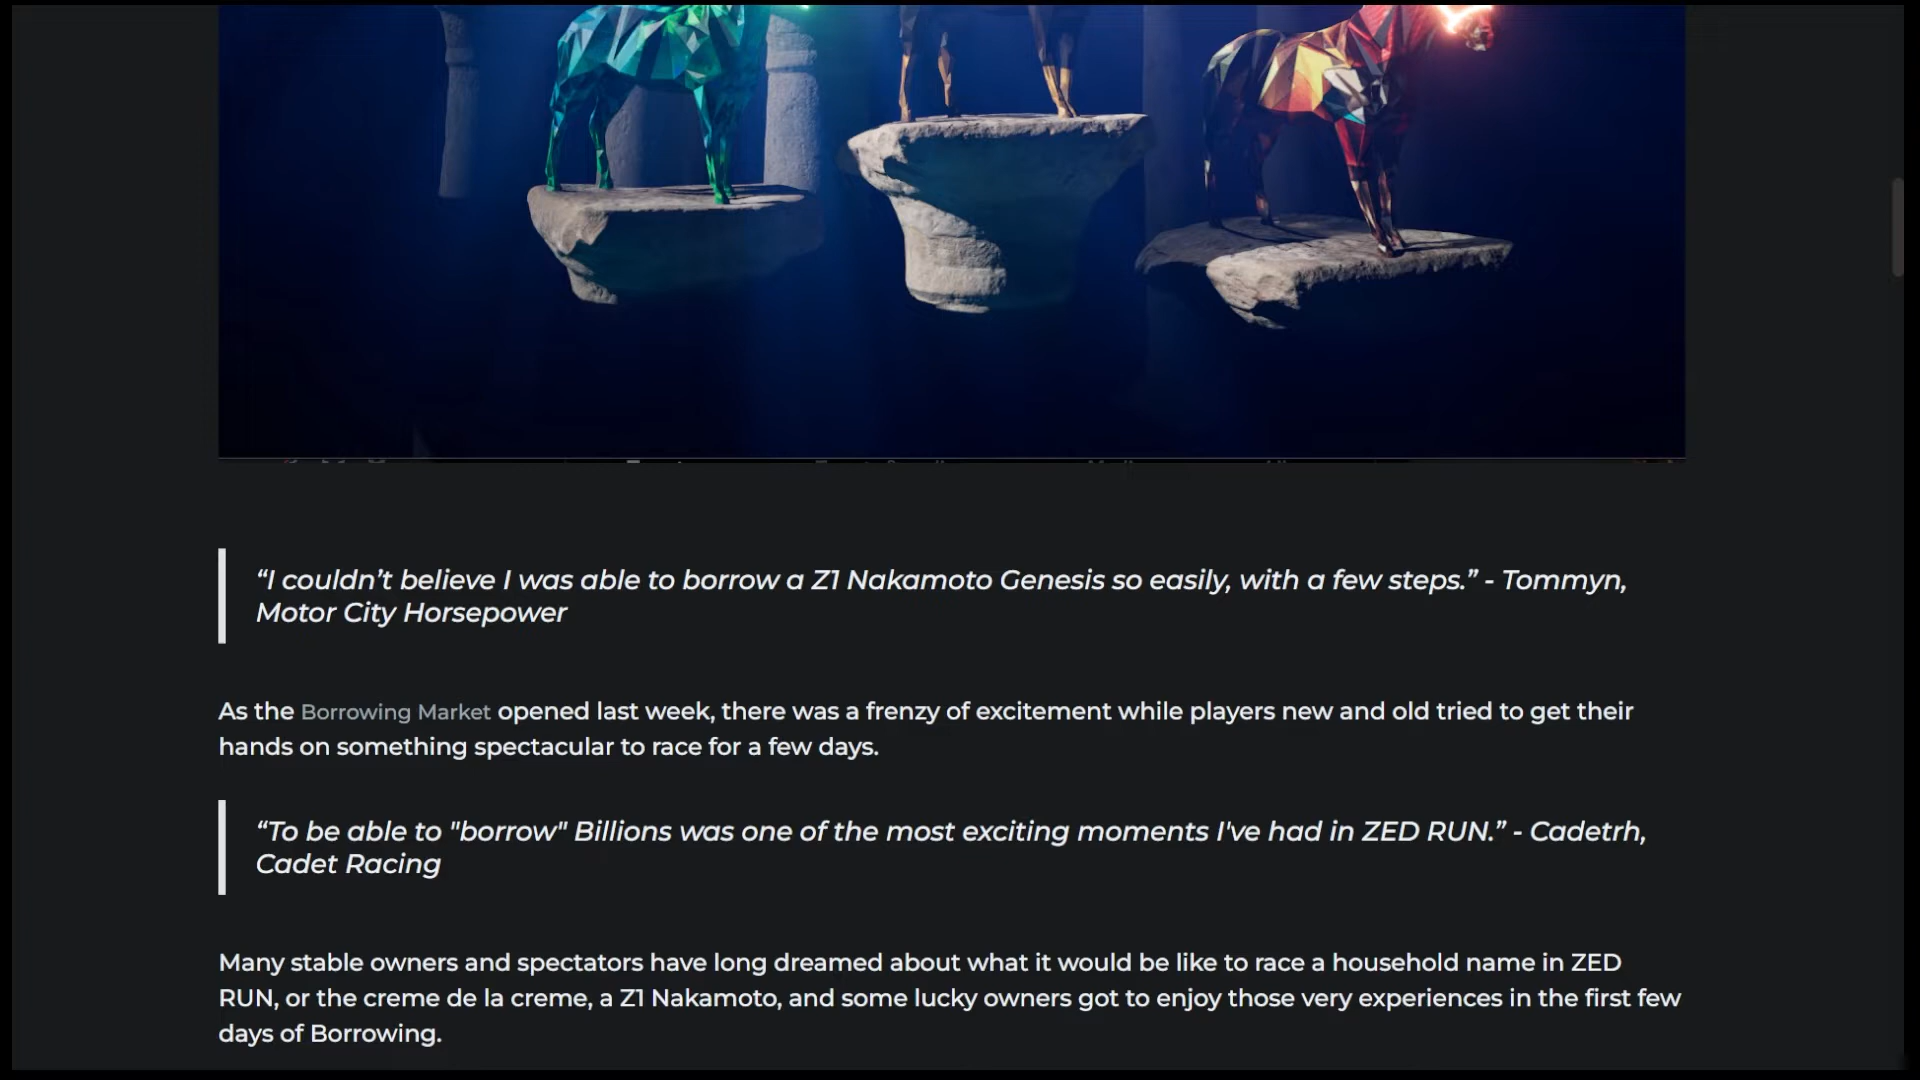 “I couldn’t believe I was able to borrow a Z1 Nakamoto Genesis so easily, with a few steps.” - Tommyn,
Motor City Horsepower
As the Borrowing Market opened last week, there was a frenzy of excitement while players new and old tried to get their
hands on something spectacular to race for a few days.
“To be able to "borrow" Billions was one of the most exciting moments I've had in ZED RUN.” - Cadetrh,
Cadet Racing
Many stable owners and spectators have long dreamed about what it would be like to race a household name in ZED
RUN, or the creme de la creme, a Z1 Nakamoto, and some lucky owners got to enjoy those very experiences in the first few
days of Borrowing.